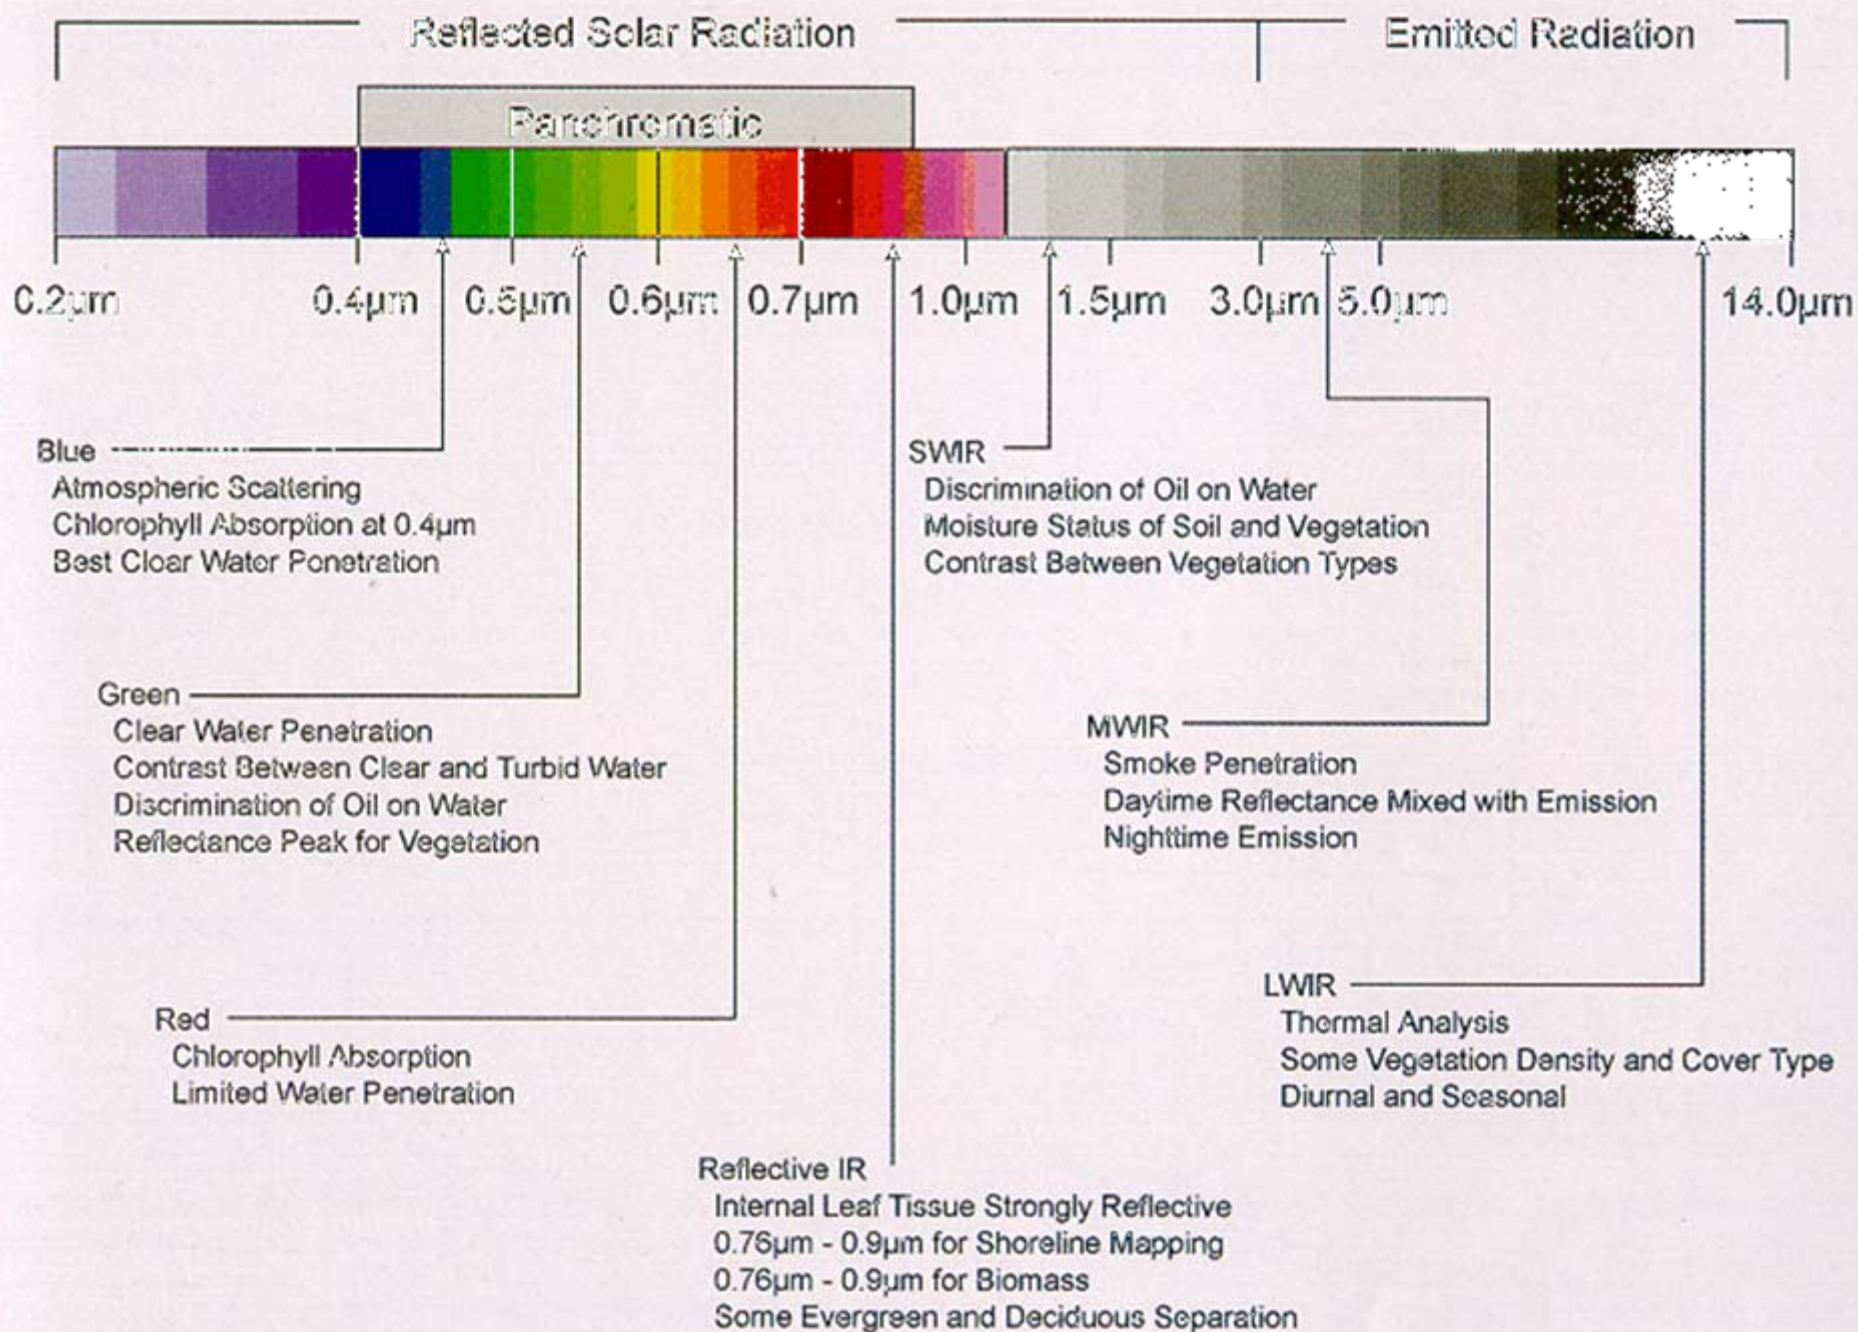 Reflected Solar Radiation
Emitted Radiation
Panchromatic
0.2µm 0.4µm 0.5µm 0.6µm 0.7µm 1.0µm 1.5µm 3.0µm 5.0µm 14.0µm
Blue
Atmospheric Scattering
Chlorophyll Absorption at 0.4µm
Best Clear Water Penetration
SWIR
Discrimination of Oil on Water
Moisture Status of Soil and Vegetation
Contrast Between Vegetation Types
Green
Clear Water Penetration
Contrast Between Clear and Turbid Water
Discrimination of Oil on Water
Reflectance Peak for Vegetation
MWIR
Smoke Penetration
Daytime Reflectance Mixed with Emission
Nighttime Emission
Red
Chlorophyll Absorption
Limited Water Penetration
LWIR
Thermal Analysis
Some Vegetation Density and Cover Type
Diurnal and Seasonal
Reflective IR
Internal Leaf Tissue Strongly Reflective
0.76µm - 0.9µm for Shoreline Mapping
0.76µm - 0.9µm for Biomass
Some Evergreen and Deciduous Separation